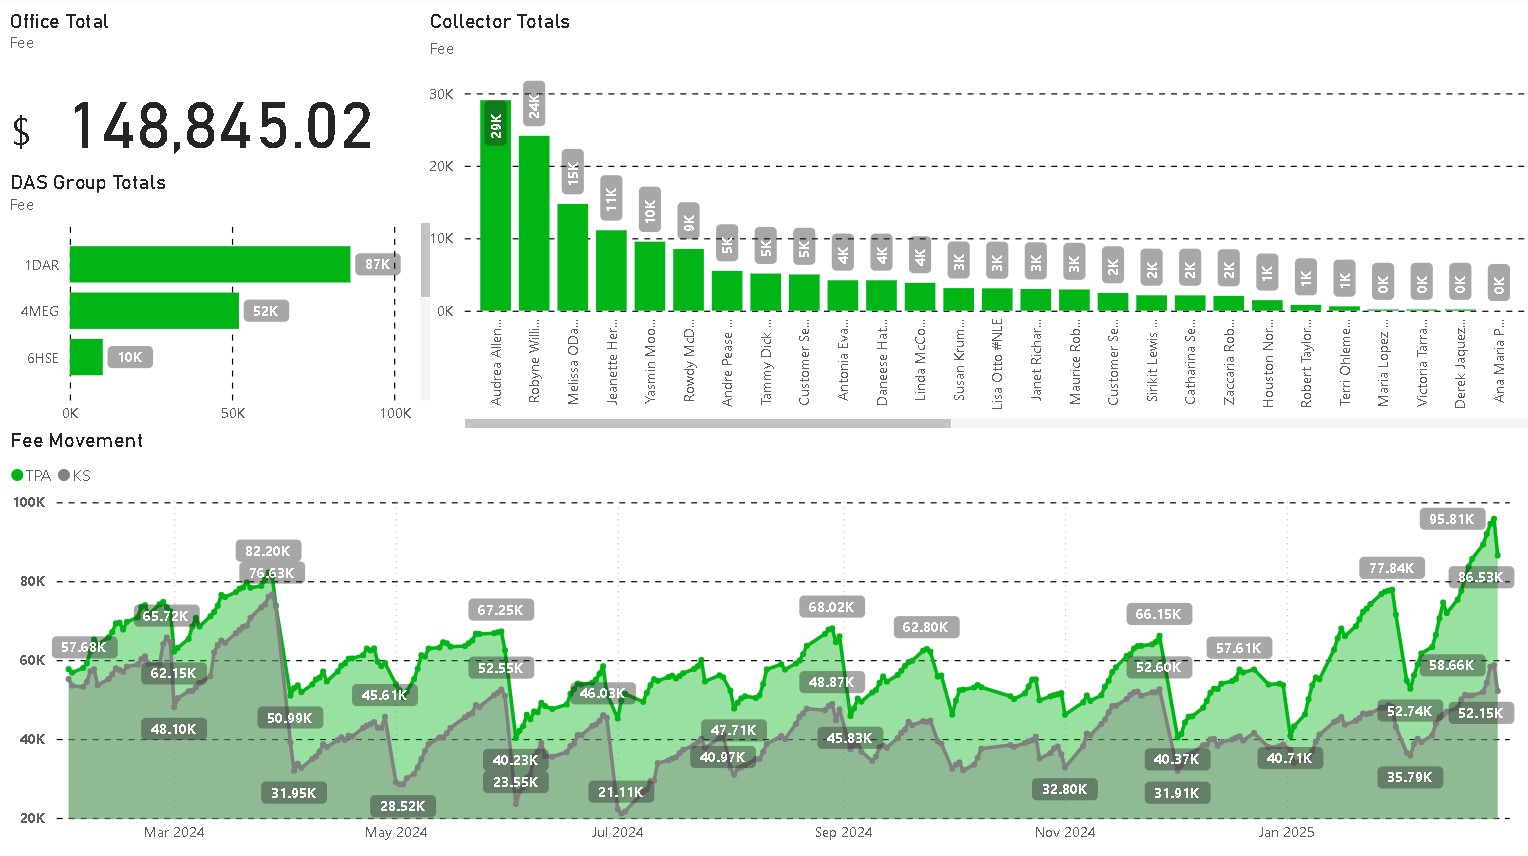 Office Total
Fee
$ 148,845.02
DAS Group Totals
Fee
1DAR
87K
4MEG
52K
6HSE
10K
0K 50K 100K
Collector Totals
Fee
30K
20K
10K
0K
29K
24K
15K
11K
10K
9K
5K
5K
5K
4K
4K
4K
3K
3K
3K
3K
2K
2K
2K
2K
1K
1K
1K
0K
0K
0K
0K
Audrea Allen...
Robyne Willi...
Melissa ODa...
Jeanette Her...
Yasmin Moo...
Rowdy McD...
Andre Pease ...
Tammy Dick ...
Customer Se...
Antonia Eva...
Daneese Hat...
Linda McCo...
Susan Krum...
Lisa Otto #NLE
Janet Richar...
Maurice Rob...
Customer Se...
Sirikit Lewis ...
Catharina Se...
Zaccaria Rob...
Houston Nor...
Robert Taylor...
Terri Ohleme...
Maria Lopez ...
Victoria Tarra...
Derek Jaquez...
Ana Maria P...
Fee Movement
TPA KS
100K
80K
60K
40K
20K
57.68K
65.72K
62.15K
48.10K
82.20K
76.63K
50.99K
31.95K
45.61K
28.52K
67.25K
52.55K
40.23K
23.55K
46.03K
21.11K
47.71K
40.97K
68.02K
48.87K
45.83K
62.80K
32.80K
66.15K
52.60K
40.37K
31.91K
57.61K
40.71K
77.84K
52.74K
35.79K
95.81K
86.53K
58.66K
52.15K
Mar 2024 May 2024 Jul 2024 Sep 2024 Nov 2024 Jan 2025